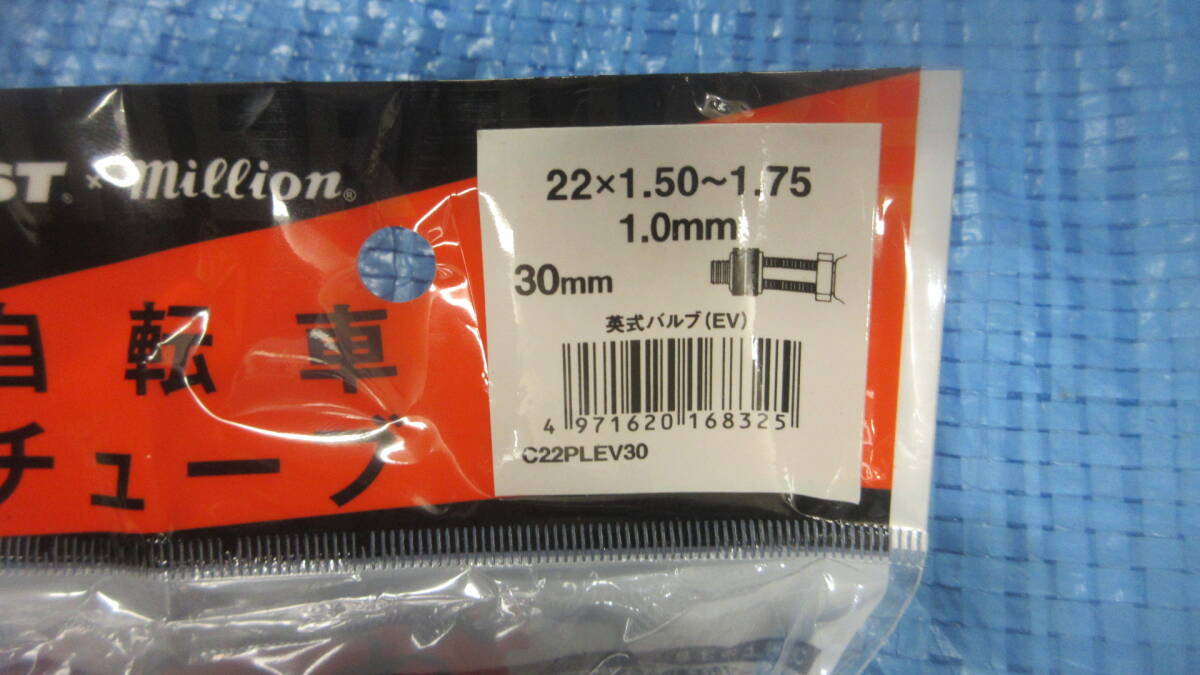 ST® × million®
自転車
チューブ
22×1.50~1.75
1.0mm
30mm
英式バルブ(EV)
4 971620 168325
C22PLEV30